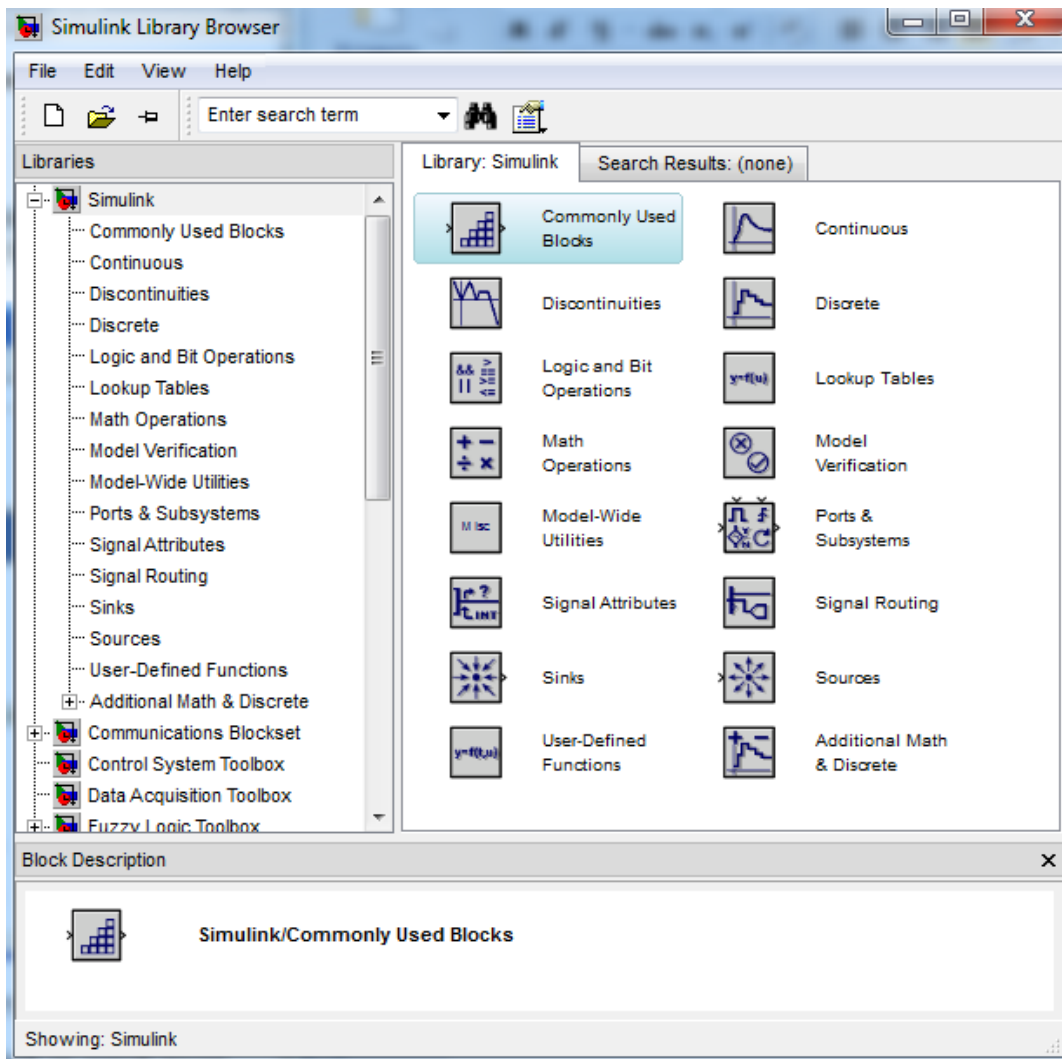 Simulink Library Browser
File Edit View Help
Enter search term
Libraries
Simulink
Commonly Used Blocks
Continuous
Discontinuities
Discrete
Logic and Bit Operations
Lookup Tables
Math Operations
Model Verification
Model-Wide Utilities
Ports & Subsystems
Signal Attributes
Signal Routing
Sinks
Sources
User-Defined Functions
Additional Math & Discrete
Communications Blockset
Control System Toolbox
Data Acquisition Toolbox
Fuzzy Logic Toolbox
Library: Simulink Search Results: (none)
Commonly Used
Blocks
Continuous
Discontinuities
Discrete
&& > ==
|| >= <=
Logic and Bit
Operations
y=f(u)
Lookup Tables
+ −
÷ ×
Math
Operations
Model
Verification
Misc
Model-Wide
Utilities
Ports &
Subsystems
?
INT
Signal Attributes
Signal Routing
Sinks
Sources
y=f(t,u)
User-Defined
Functions
Additional Math
& Discrete
Block Description
Simulink/Commonly Used Blocks
Showing: Simulink